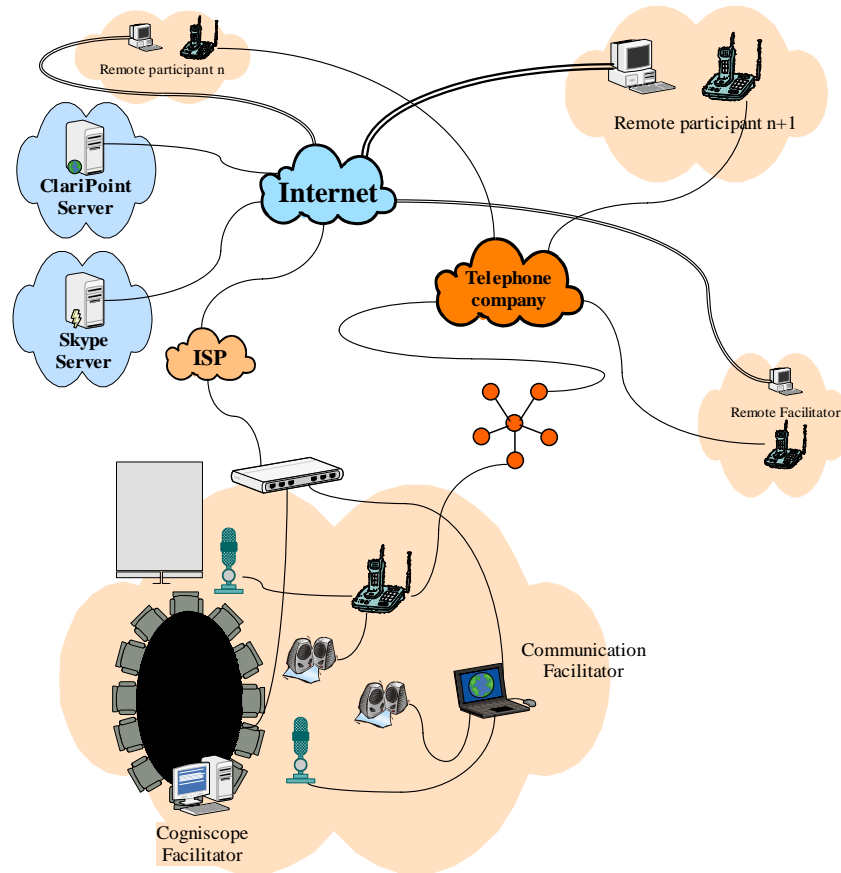 Remote participant n
Remote participant n+1
ClariPoint
Server
Internet
Telephone
company
Skype
Server
ISP
Remote Facilitator
Communication
Facilitator
Cogniscope
Facilitator